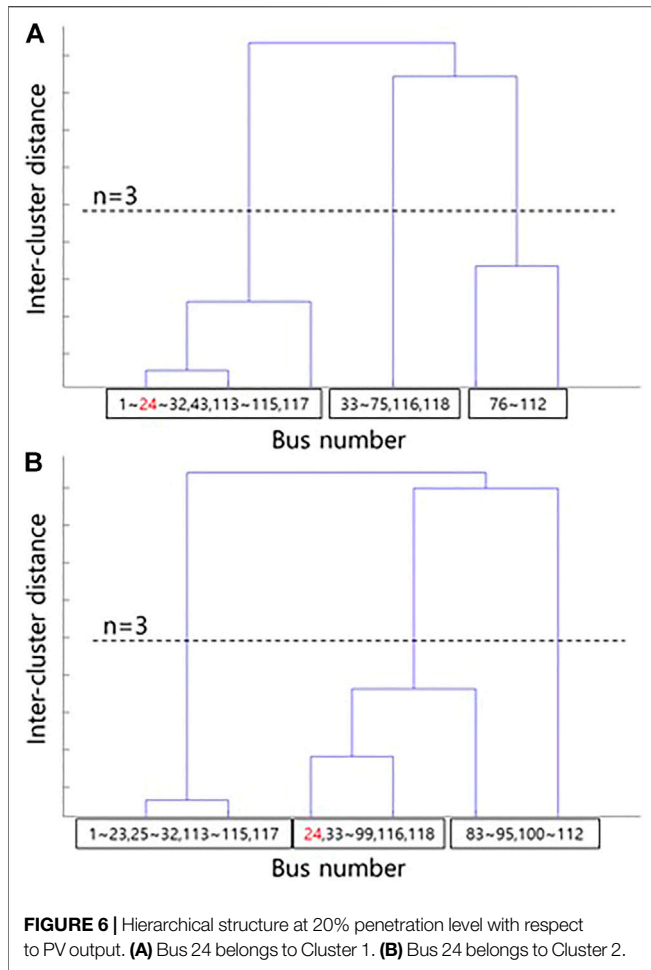 A
Inter-cluster distance
n=3
1~24~32,43,113~115,117
33~75,116,118
76~112
Bus number
B
Inter-cluster distance
n=3
1~23,25~32,113~115,117
24,33~99,116,118
83~95,100~112
Bus number
FIGURE 6 | Hierarchical structure at 20% penetration level with respect
to PV output. (A) Bus 24 belongs to Cluster 1. (B) Bus 24 belongs to Cluster 2.